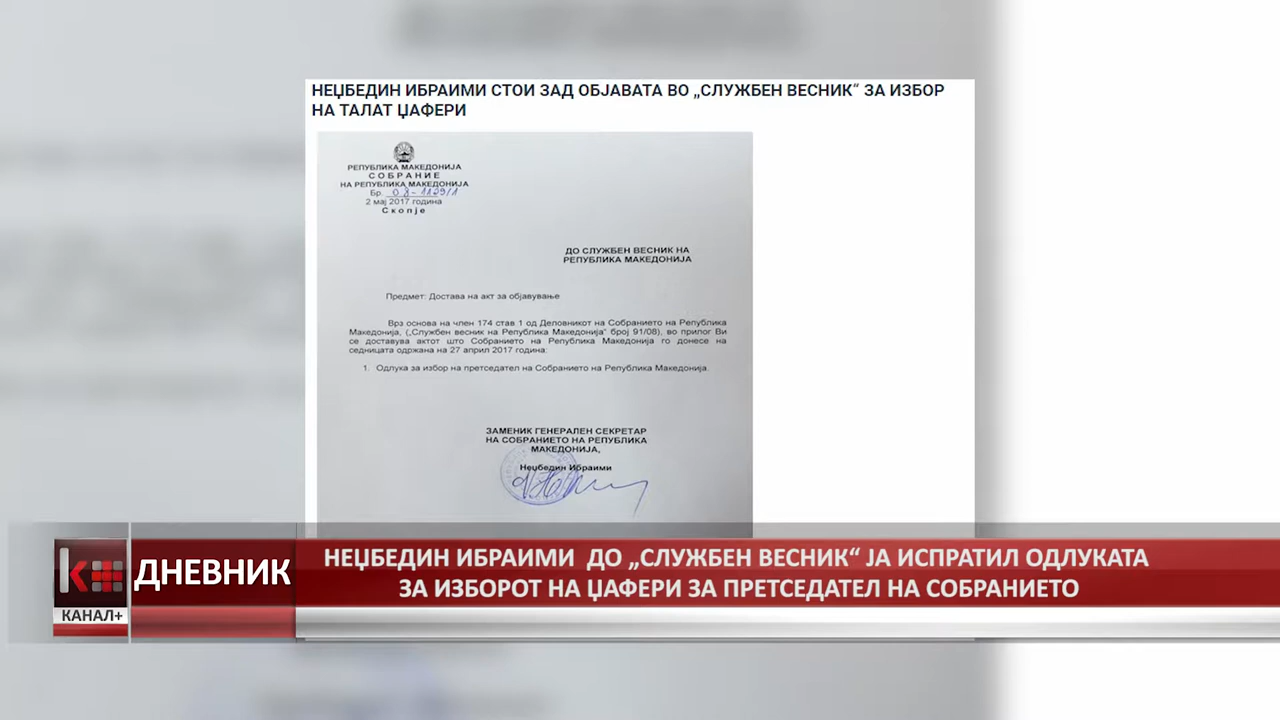 НЕЏБЕДИН ИБРАИМИ СТОИ ЗАД ОБЈАВАТА ВО „СЛУЖБЕН ВЕСНИК“ ЗА ИЗБОР
НА ТАЛАТ ЏАФЕРИ
РЕПУБЛИКА МАКЕДОНИЈА
СОБРАНИЕ
НА РЕПУБЛИКА МАКЕДОНИЈА
Бр. 08-1139/1
2 мај 2017 година
Скопје
ДО СЛУЖБЕН ВЕСНИК НА
РЕПУБЛИКА МАКЕДОНИЈА
Предмет: Достава на акт за објавување
Врз основа на член 174 став 1 од Деловникот на Собранието на Република
Македонија, („Службен весник на Република Македонија“ број 91/08), во прилог Ви
се доставува актот што Собранието на Република Македонија го донесе на
седницата одржана на 27 април 2017 година:
1. Одлука за избор на претседател на Собранието на Република Македонија.
ЗАМЕНИК ГЕНЕРАЛЕН СЕКРЕТАР
НА СОБРАНИЕТО НА РЕПУБЛИКА
МАКЕДОНИЈА,
Неџбедин Ибраими
НЕЏБЕДИН ИБРАИМИ ДО „СЛУЖБЕН ВЕСНИК“ ЈА ИСПРАТИЛ ОДЛУКАТА
ЗА ИЗБОРОТ НА ЏАФЕРИ ЗА ПРЕТСЕДАТЕЛ НА СОБРАНИЕТО
ДНЕВНИК
К
КАНАЛ+